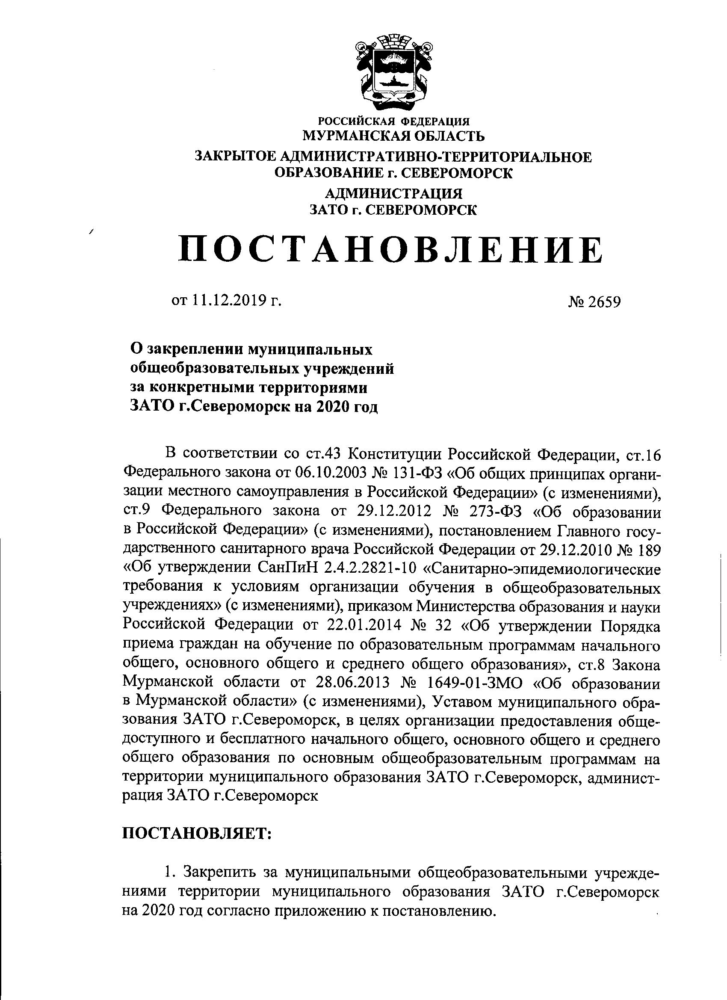 РОССИЙСКАЯ ФЕДЕРАЦИЯ
МУРМАНСКАЯ ОБЛАСТЬ
ЗАКРЫТОЕ АДМИНИСТРАТИВНО-ТЕРРИТОРИАЛЬНОЕ
ОБРАЗОВАНИЕ г. СЕВЕРОМОРСК
АДМИНИСТРАЦИЯ
ЗАТО г. СЕВЕРОМОРСК
ПОСТАНОВЛЕНИЕ
от 11.12.2019 г. № 2659
О закреплении муниципальных
общеобразовательных учреждений
за конкретными территориями
ЗАТО г.Североморск на 2020 год
В соответствии со ст.43 Конституции Российской Федерации, ст.16
Федерального закона от 06.10.2003 № 131-ФЗ «Об общих принципах органи-
зации местного самоуправления в Российской Федерации» (с изменениями),
ст.9 Федерального закона от 29.12.2012 № 273-ФЗ «Об образовании
в Российской Федерации» (с изменениями), постановлением Главного госу-
дарственного санитарного врача Российской Федерации от 29.12.2010 № 189
«Об утверждении СанПиН 2.4.2.2821-10 «Санитарно-эпидемиологические
требования к условиям организации обучения в общеобразовательных
учреждениях» (с изменениями), приказом Министерства образования и науки
Российской Федерации от 22.01.2014 № 32 «Об утверждении Порядка
приема граждан на обучение по образовательным программам начального
общего, основного общего и среднего общего образования», ст.8 Закона
Мурманской области от 28.06.2013 № 1649-01-ЗМО «Об образовании
в Мурманской области» (с изменениями), Уставом муниципального обра-
зования ЗАТО г.Североморск, в целях организации предоставления обще-
доступного и бесплатного начального общего, основного общего и среднего
общего образования по основным общеобразовательным программам на
территории муниципального образования ЗАТО г.Североморск, админист-
рация ЗАТО г.Североморск
ПОСТАНОВЛЯЕТ:
1. Закрепить за муниципальными общеобразовательными учрежде-
ниями территории муниципального образования ЗАТО г.Североморск
на 2020 год согласно приложению к постановлению.